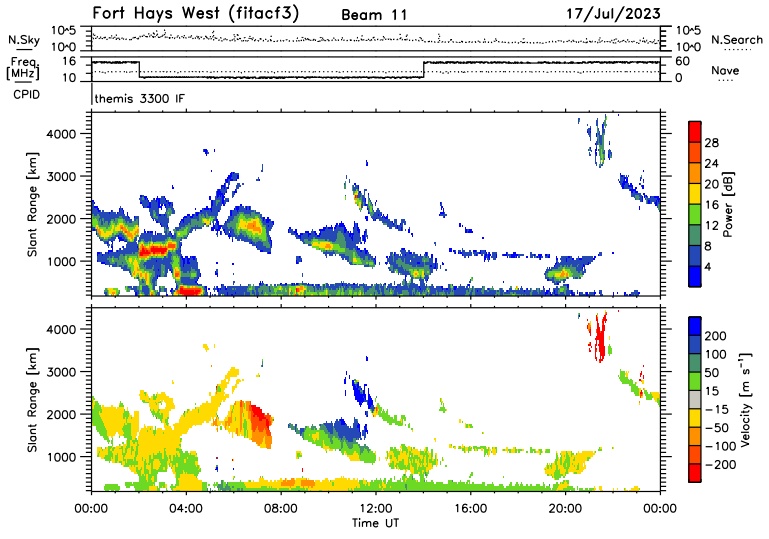 Fort Hays West (fitacf3) Beam 11 17/Jul/2023
N.Sky 10^5 10^0 10^5 10^0 N.Search
Freq. [MHz] 16 10 60 0 Nave
CPID themis 3300 IF
Slant Range [km] 4000 3000 2000 1000
Power [dB] 28 24 20 16 12 8 4
Slant Range [km] 4000 3000 2000 1000
Velocity [m s⁻¹] 200 100 50 15 −15 −50 −100 −200
00:00 04:00 08:00 12:00 16:00 20:00 00:00
Time UT